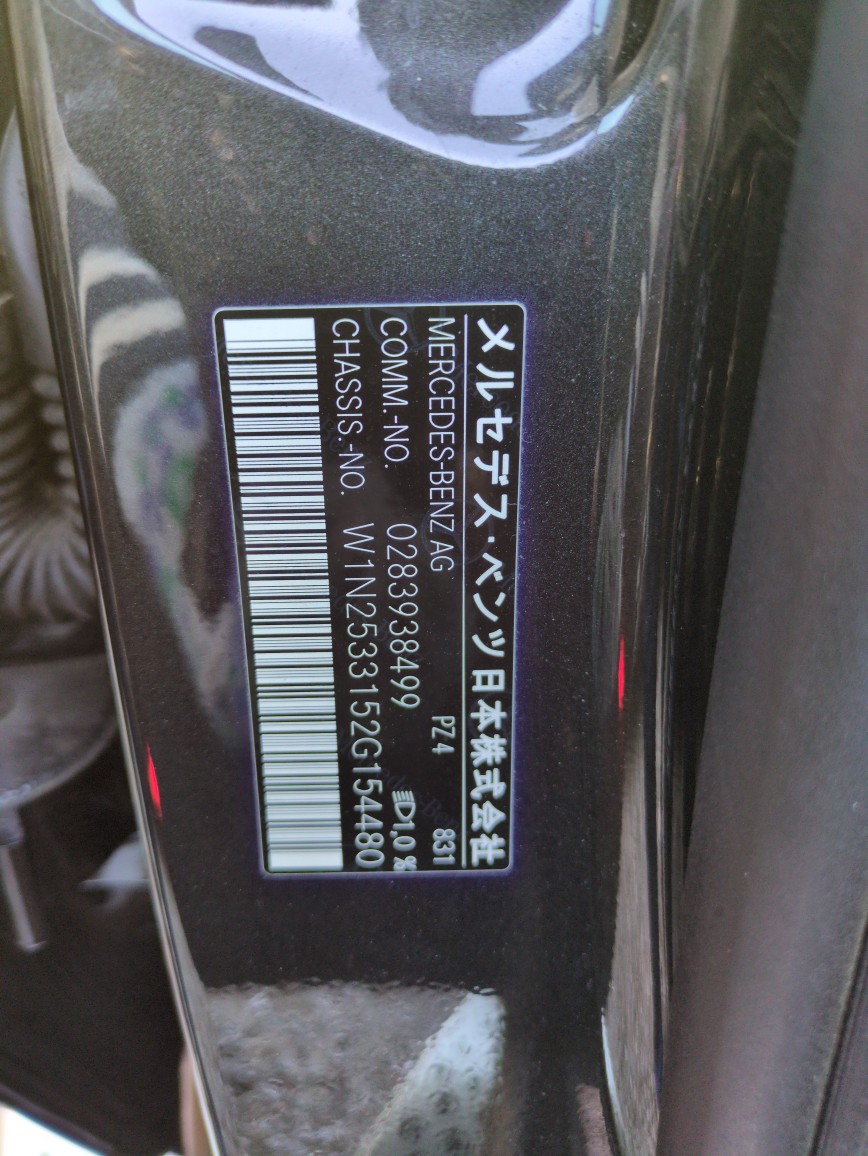 メルセデス・ベンツ日本株式会社
MERCEDES-BENZ AG PZ4 831
COMM.-NO. 0283938499 1,0 %
CHASSIS.-NO. W1N2533152G154480